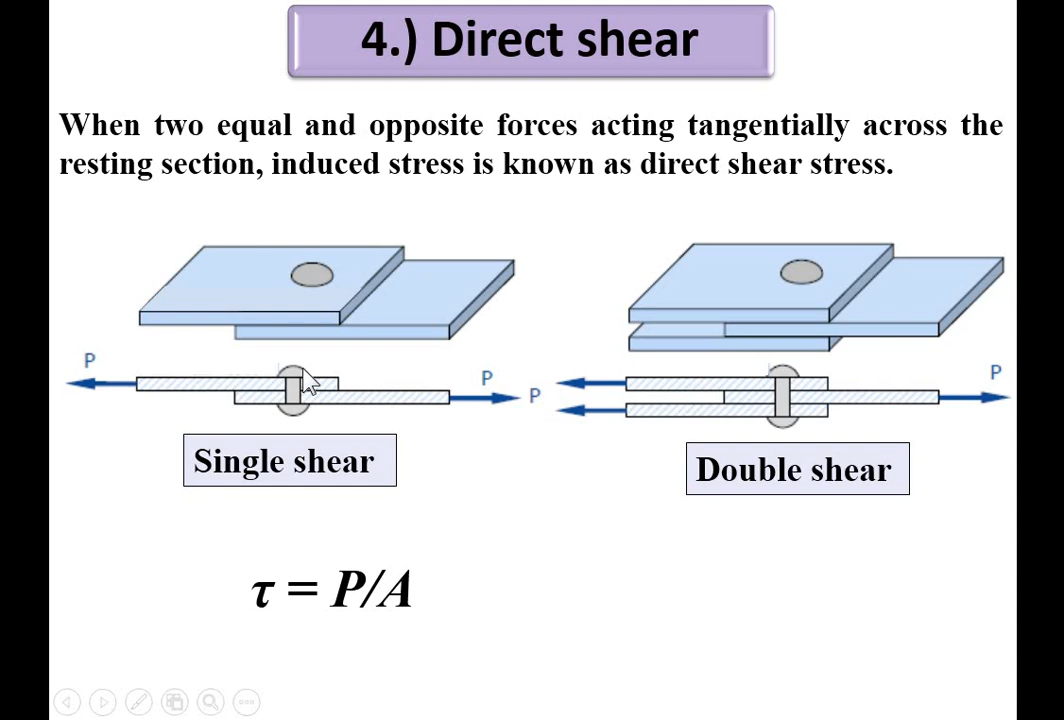 4.) Direct shear
When two equal and opposite forces acting tangentially across the
resting section, induced stress is known as direct shear stress.
P
P
P
P
Single shear
Double shear
τ = P/A